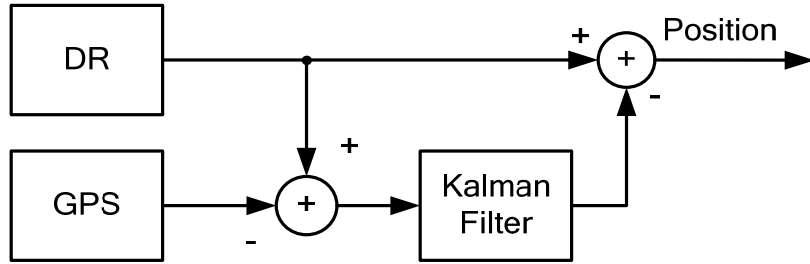 DR
+
+
Position
-
+
GPS
-
+
Kalman
Filter